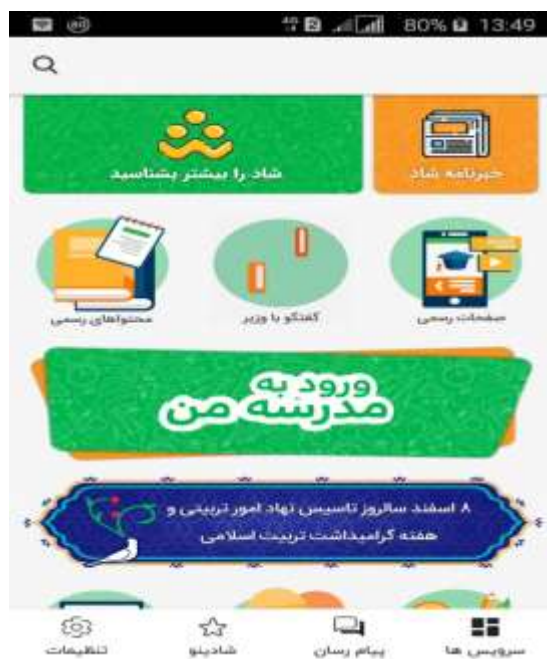 80% 13:49
خبرنامه شاد
شاد را بیشتر بشناسید
صفحات رسمی
گفتگو با وزیر
محتواهای رسمی
ورود به
مدرسه من
۸ اسفند سالروز تاسیس نهاد امور تربیتی و
هفته گرامیداشت تربیت اسلامی
سرویس ها
پیام رسان
شادینو
تنظیمات